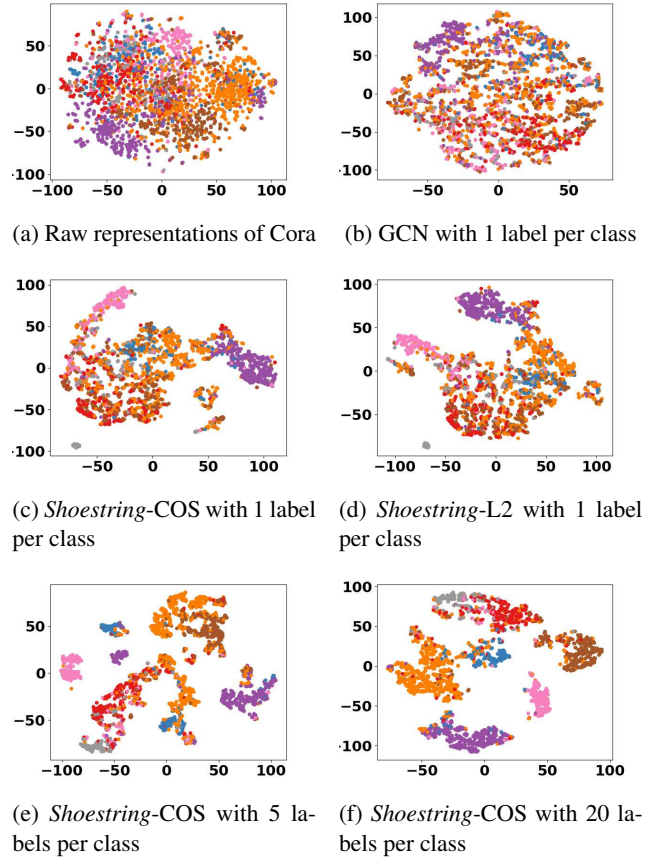 50
0
−50
−100
−100 −50 0 50 100
(a) Raw representations of Cora
100
50
0
−50
-100
−50 0 50
(b) GCN with 1 label per class
100
50
0
−50
-100
−50 0 50 100
(c) Shoestring-COS with 1 label
per class
100
50
0
−50
−50 0 50 100
(d) Shoestring-L2 with 1 label
per class
50
0
−50
−100 −50 0 50 100
(e) Shoestring-COS with 5 la-
bels per class
100
50
0
−50
-100
−50 0 50 100
(f) Shoestring-COS with 20 la-
bels per class